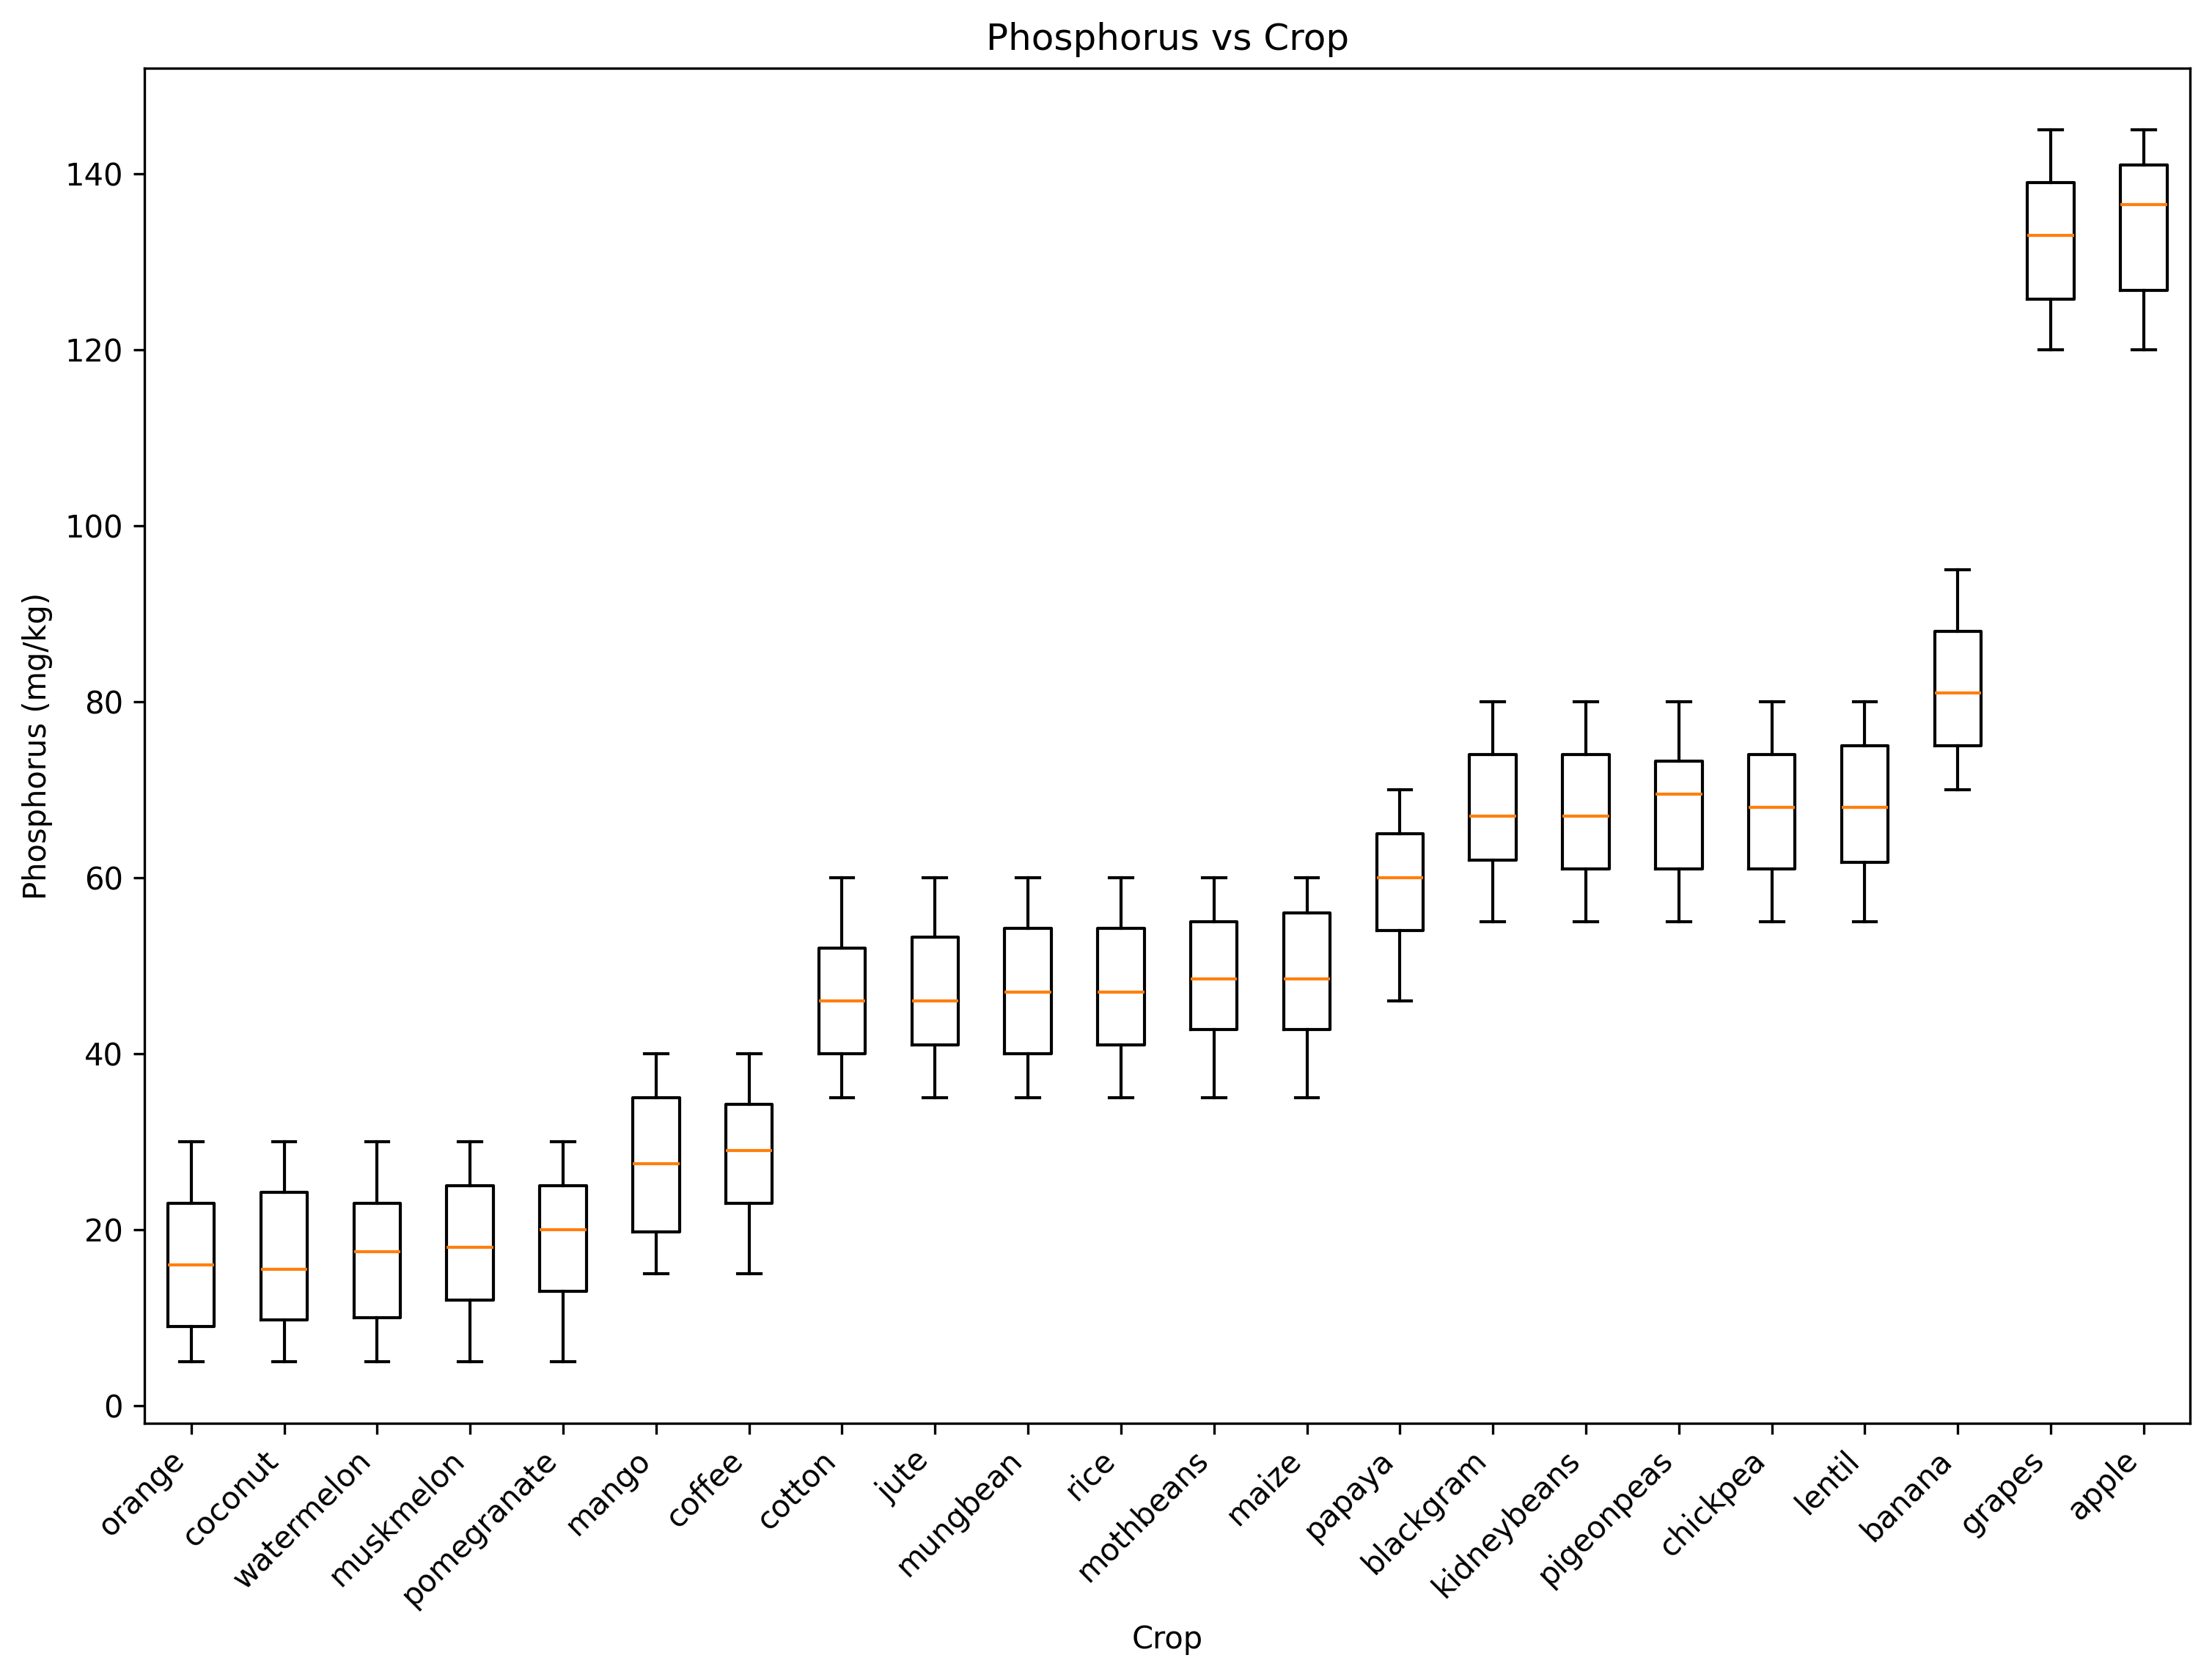 Phosphorus vs Crop
Phosphorus (mg/kg)
140
120
100
80
60
40
20
0
orange
coconut
watermelon
muskmelon
pomegranate
mango
coffee
cotton
jute
mungbean
rice
mothbeans
maize
papaya
blackgram
kidneybeans
pigeonpeas
chickpea
lentil
banana
grapes
apple
Crop